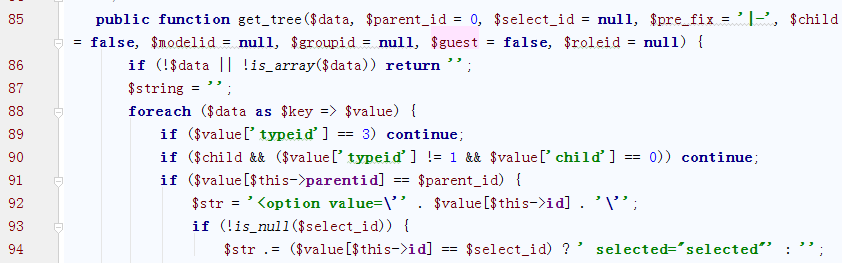 85 public function get_tree($data, $parent_id = 0, $select_id = null, $pre_fix = '|-', $child
= false, $modelid = null, $groupid = null, $guest = false, $roleid = null) {
86 if (!$data || !is_array($data)) return '';
87 $string = '';
88 foreach ($data as $key => $value) {
89 if ($value['typeid'] == 3) continue;
90 if ($child && ($value['typeid'] != 1 && $value['child'] == 0)) continue;
91 if ($value[$this->parentid] == $parent_id) {
92 $str = '<option value=\'' . $value[$this->id] . '\'';
93 if (!is_null($select_id)) {
94 $str .= ($value[$this->id] == $select_id) ? ' selected="selected"' : '';